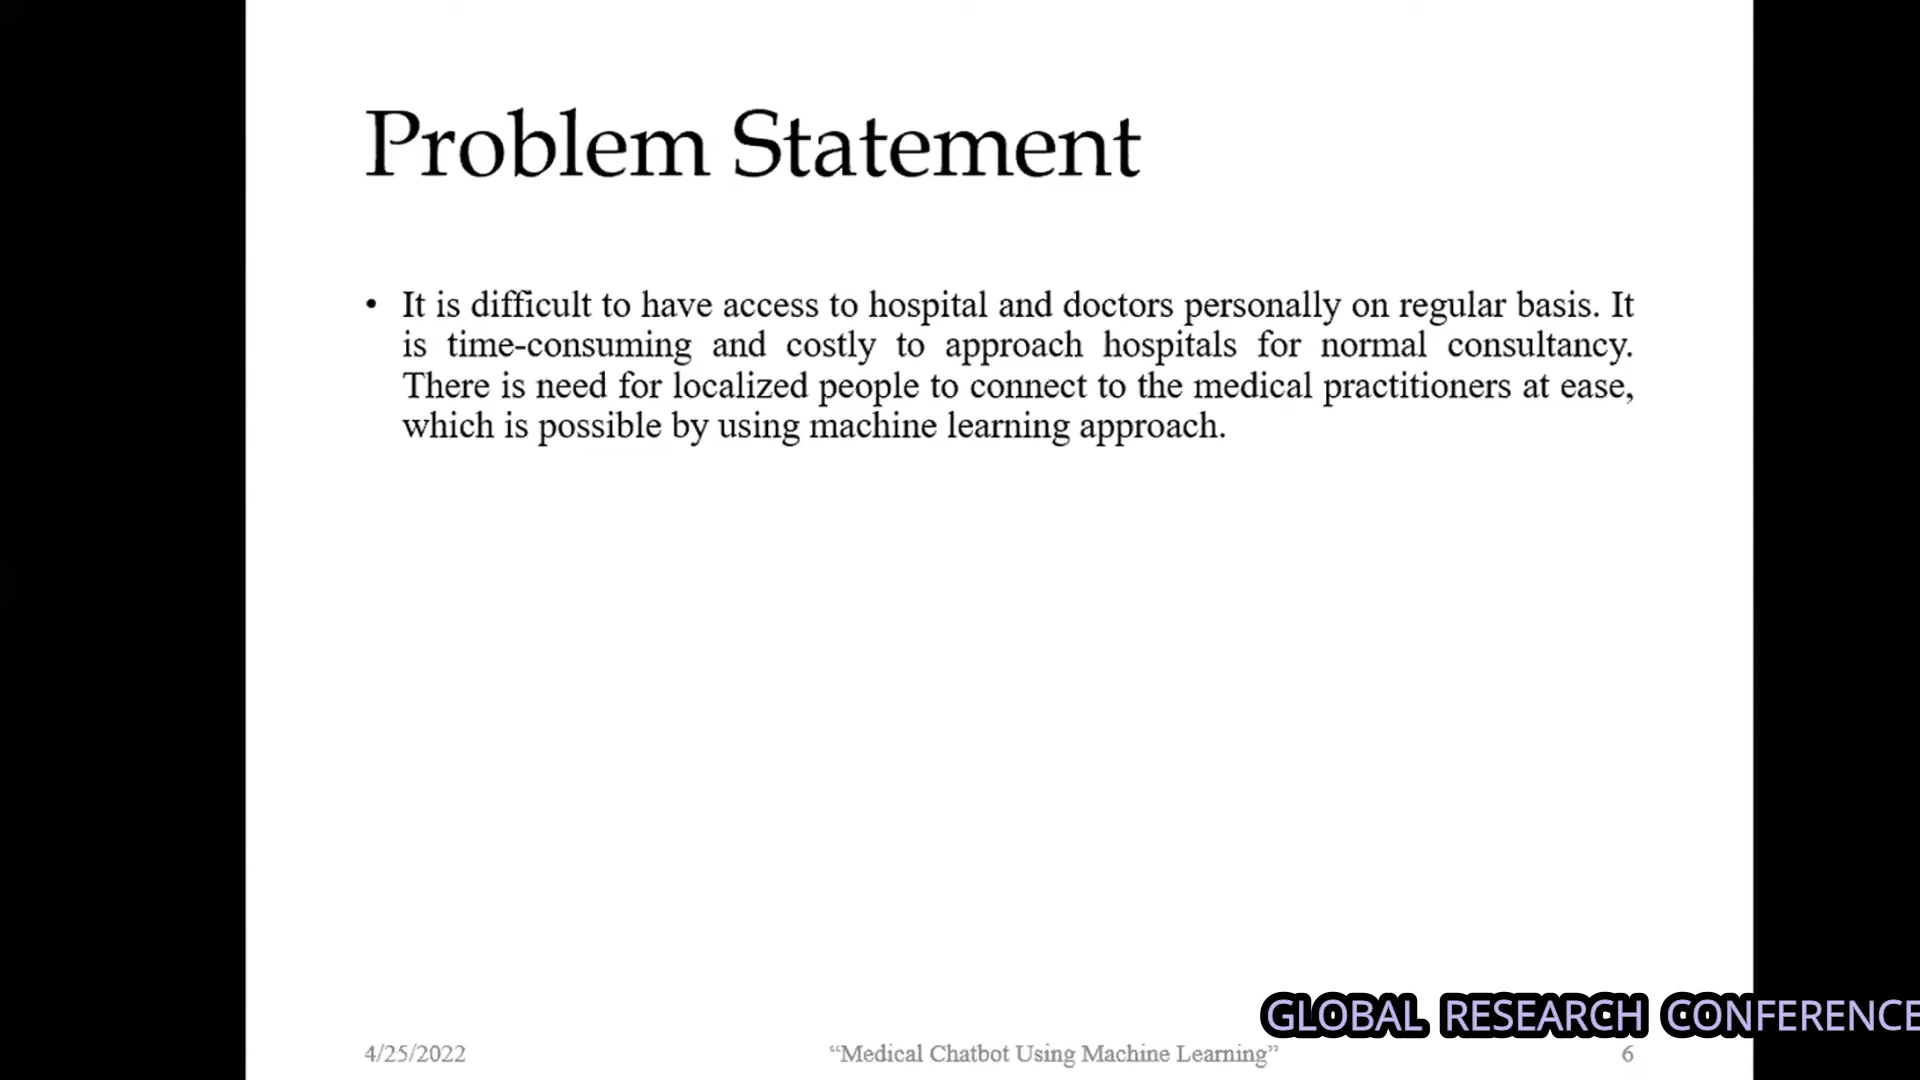 Problem Statement
• It is difficult to have access to hospital and doctors personally on regular basis. It
is time-consuming and costly to approach hospitals for normal consultancy.
There is need for localized people to connect to the medical practitioners at ease,
which is possible by using machine learning approach.
GLOBAL RESEARCH CONFERENCE
4/25/2022
“Medical Chatbot Using Machine Learning”
6